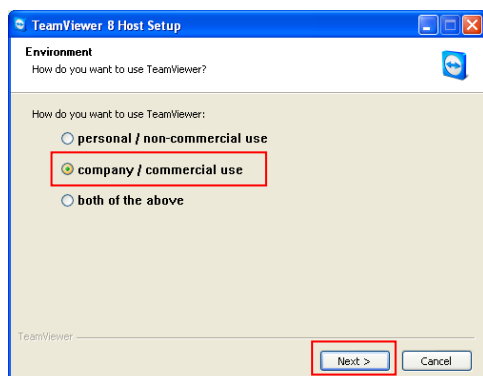 TeamViewer 8 Host Setup
Environment
How do you want to use TeamViewer?
How do you want to use TeamViewer:
personal / non-commercial use
company / commercial use
both of the above
TeamViewer
Next >
Cancel